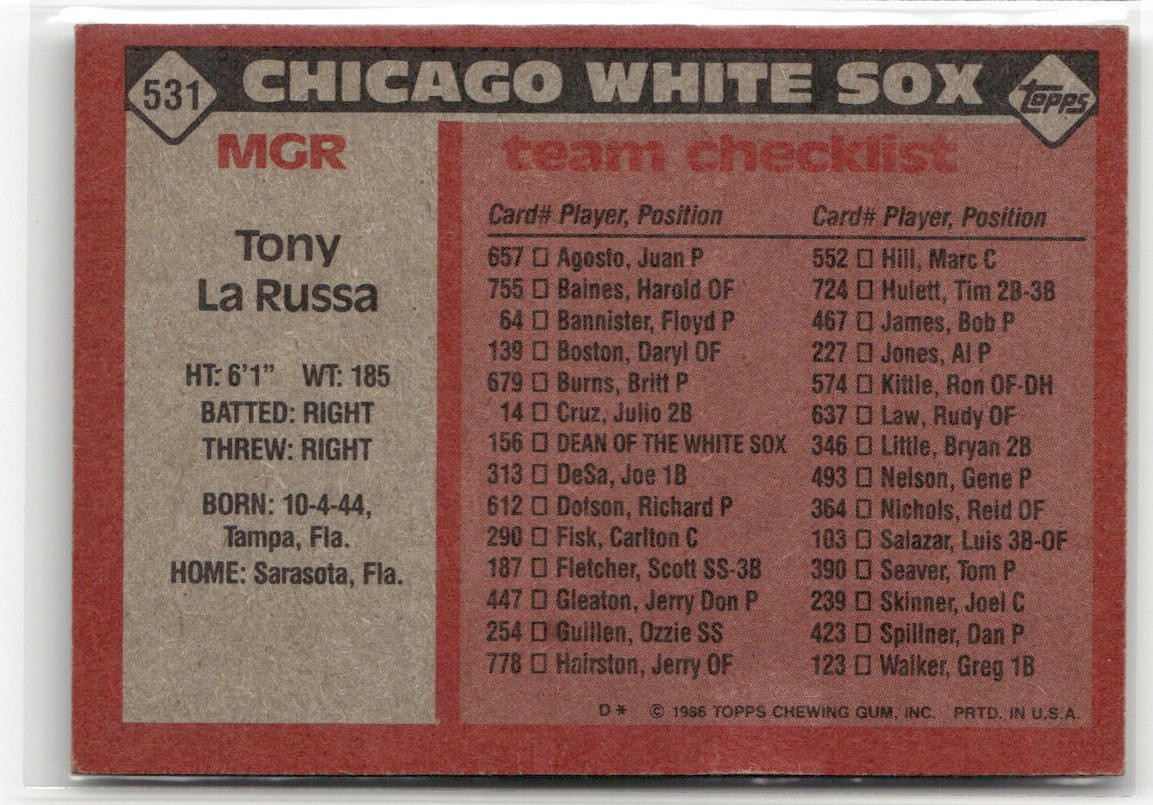 531 CHICAGO WHITE SOX Topps
MGR
Tony
La Russa
HT: 6'1" WT: 185
BATTED: RIGHT
THREW: RIGHT
BORN: 10-4-44,
Tampa, Fla.
HOME: Sarasota, Fla.
team checklist
Card# Player, Position
657 □ Agosto, Juan P
755 □ Baines, Harold OF
64 □ Bannister, Floyd P
139 □ Boston, Daryl OF
679 □ Burns, Britt P
14 □ Cruz, Julio 2B
156 □ DEAN OF THE WHITE SOX
313 □ DeSa, Joe 1B
612 □ Dotson, Richard P
290 □ Fisk, Carlton C
187 □ Fletcher, Scott SS-3B
447 □ Gleaton, Jerry Don P
254 □ Guillen, Ozzie SS
778 □ Hairston, Jerry OF
Card# Player, Position
552 □ Hill, Marc C
724 □ Hulett, Tim 2B-3B
467 □ James, Bob P
227 □ Jones, Al P
574 □ Kittle, Ron OF-DH
637 □ Law, Rudy OF
346 □ Little, Bryan 2B
493 □ Nelson, Gene P
364 □ Nichols, Reid OF
103 □ Salazar, Luis 3B-OF
390 □ Seaver, Tom P
239 □ Skinner, Joel C
423 □ Spillner, Dan P
123 □ Walker, Greg 1B
D* © 1986 TOPPS CHEWING GUM, INC. PRTD. IN U.S.A.